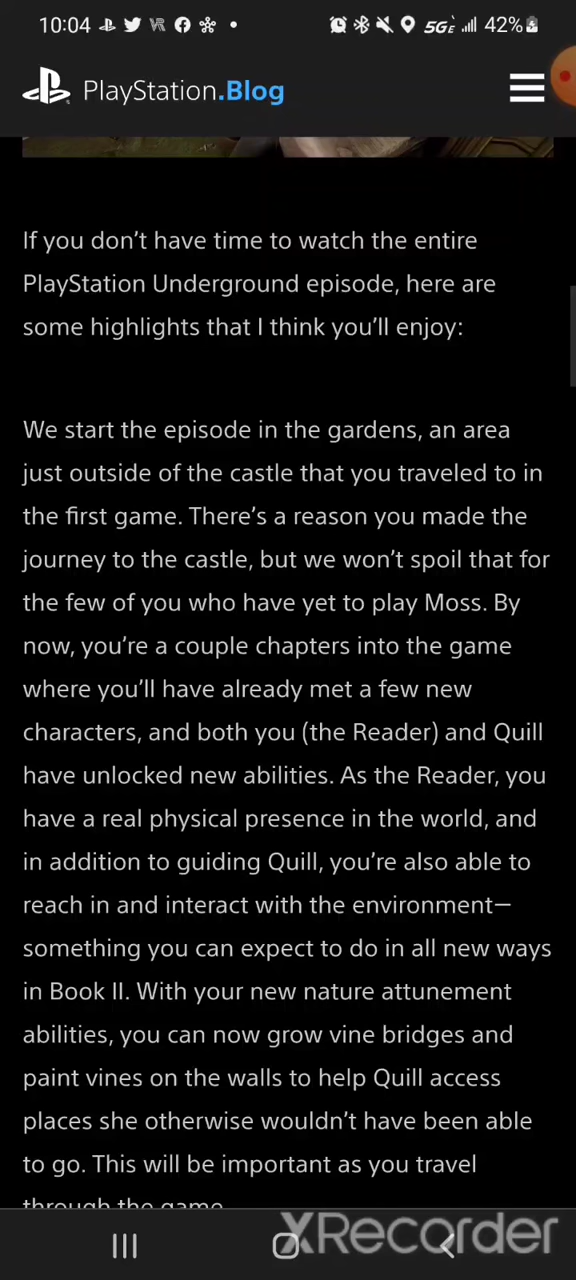 10:04 5GE 42%
PlayStation.Blog
If you don't have time to watch the entire
PlayStation Underground episode, here are
some highlights that I think you'll enjoy:
We start the episode in the gardens, an area
just outside of the castle that you traveled to in
the first game. There's a reason you made the
journey to the castle, but we won't spoil that for
the few of you who have yet to play Moss. By
now, you're a couple chapters into the game
where you'll have already met a few new
characters, and both you (the Reader) and Quill
have unlocked new abilities. As the Reader, you
have a real physical presence in the world, and
in addition to guiding Quill, you're also able to
reach in and interact with the environment—
something you can expect to do in all new ways
in Book II. With your new nature attunement
abilities, you can now grow vine bridges and
paint vines on the walls to help Quill access
places she otherwise wouldn't have been able
to go. This will be important as you travel
through the game.
XRecorder